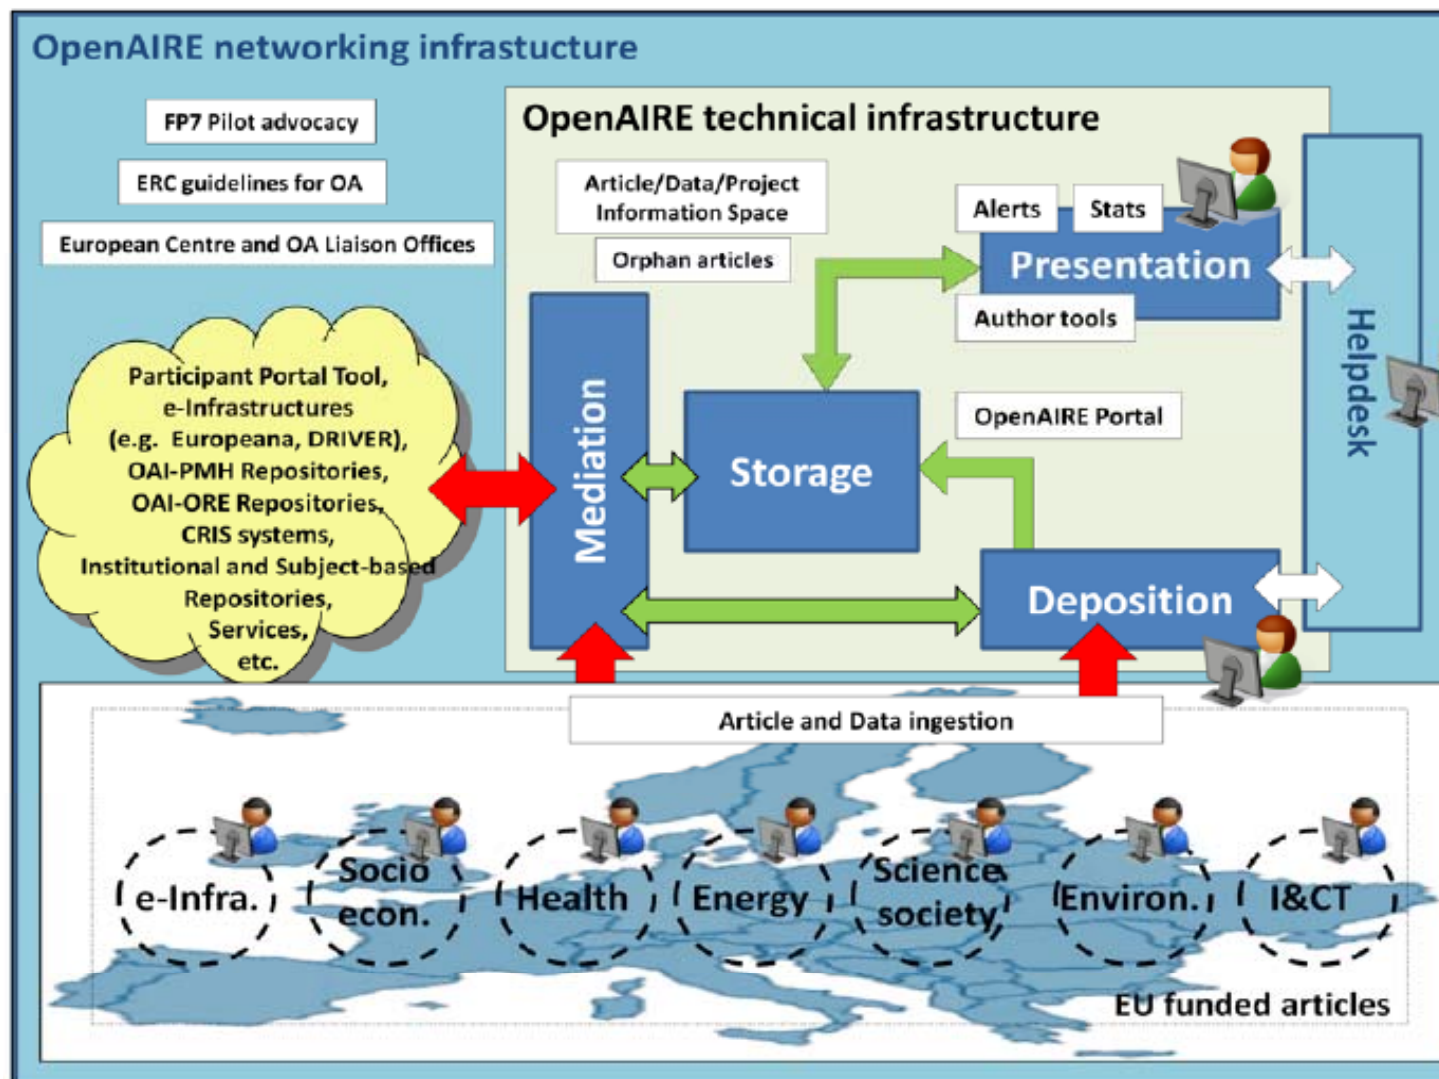 OpenAIRE networking infrastucture
FP7 Pilot advocacy
ERC guidelines for OA
European Centre and OA Liaison Offices
OpenAIRE technical infrastructure
Article/Data/Project
Information Space
Orphan articles
Alerts
Stats
Presentation
Author tools
Helpdesk
Participant Portal Tool,
e-Infrastructures
(e.g. Europeana, DRIVER),
OAI-PMH Repositories,
OAI-ORE Repositories,
CRIS systems,
Institutional and Subject-based
Repositories,
Services,
etc.
Mediation
Storage
OpenAIRE Portal
Deposition
Article and Data ingestion
e-Infra.
Socio
econ.
Health
Energy
Science
society
Environ.
I&CT
EU funded articles